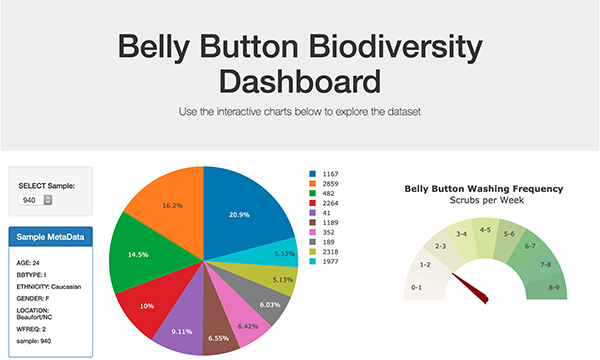 Belly Button Biodiversity
Dashboard
Use the interactive charts below to explore the dataset
SELECT Sample:
940
Sample MetaData
AGE: 24
BBTYPE: I
ETHNICITY: Caucasian
GENDER: F
LOCATION:
Beaufort/NC
WFREQ: 2
sample: 940
20.9%
5.13%
5.13%
6.03%
6.42%
6.55%
9.11%
10%
14.5%
16.2%
1167
2859
482
2264
41
1189
352
189
2318
1977
Belly Button Washing Frequency
Scrubs per Week
0-1
1-2
2-3
3-4
4-5
5-6
6-7
7-8
8-9